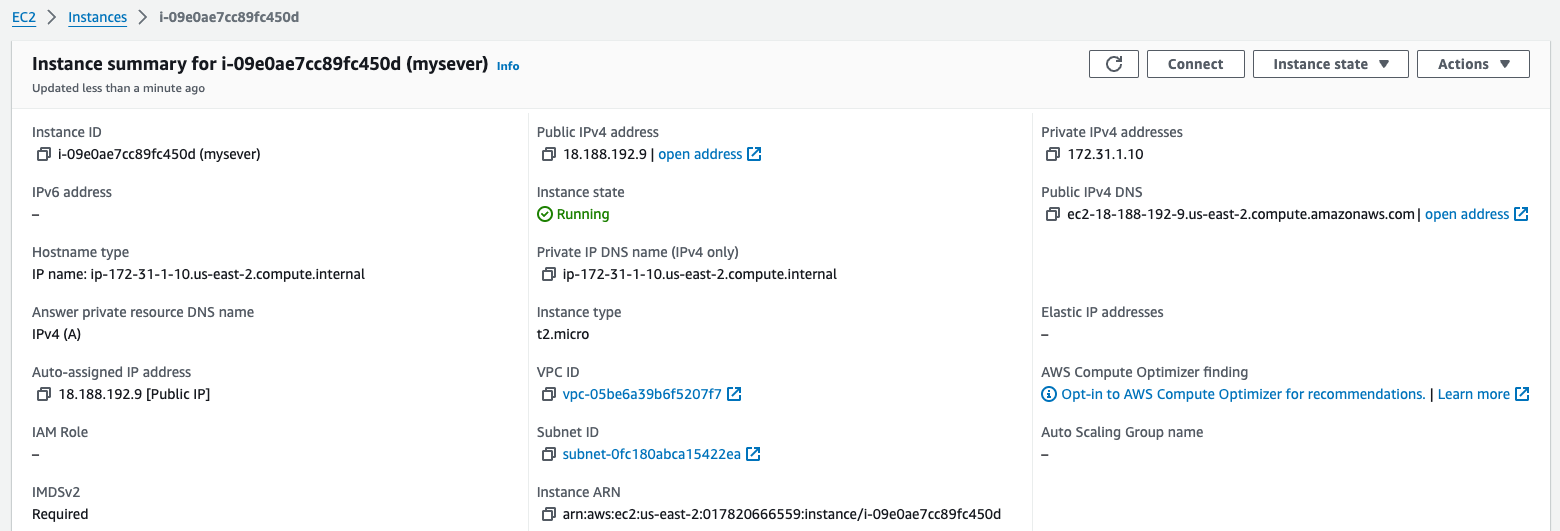 EC2 > Instances > i-09e0ae7cc89fc450d
Instance summary for i-09e0ae7cc89fc450d (mysever) Info
Updated less than a minute ago
Connect
Instance state
Actions
Instance ID
i-09e0ae7cc89fc450d (mysever)
Public IPv4 address
18.188.192.9 | open address
Private IPv4 addresses
172.31.1.10
IPv6 address
–
Instance state
Running
Public IPv4 DNS
ec2-18-188-192-9.us-east-2.compute.amazonaws.com | open address
Hostname type
IP name: ip-172-31-1-10.us-east-2.compute.internal
Private IP DNS name (IPv4 only)
ip-172-31-1-10.us-east-2.compute.internal
Answer private resource DNS name
IPv4 (A)
Instance type
t2.micro
Elastic IP addresses
–
Auto-assigned IP address
18.188.192.9 [Public IP]
VPC ID
vpc-05be6a39b6f5207f7
AWS Compute Optimizer finding
Opt-in to AWS Compute Optimizer for recommendations. | Learn more
IAM Role
–
Subnet ID
subnet-0fc180abca15422ea
Auto Scaling Group name
–
IMDSv2
Required
Instance ARN
arn:aws:ec2:us-east-2:017820666559:instance/i-09e0ae7cc89fc450d